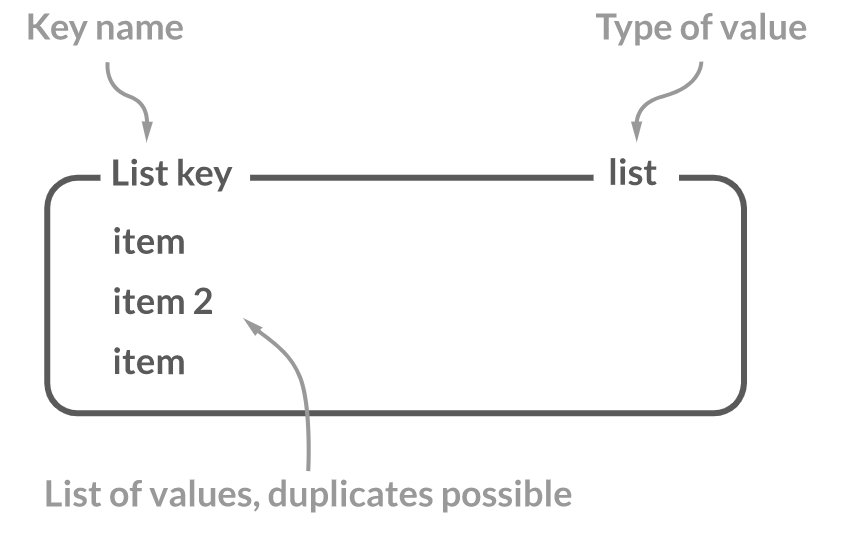 Key name
Type of value
List key
list
item
item 2
item
List of values, duplicates possible